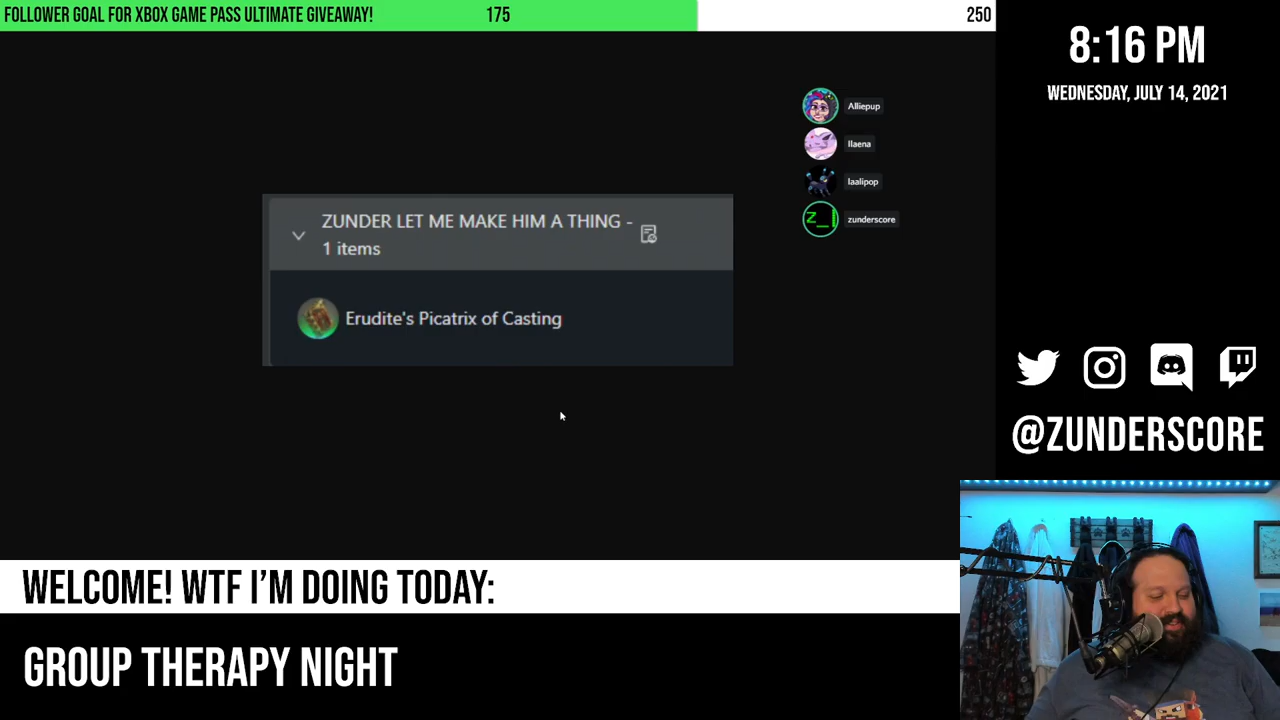 FOLLOWER GOAL FOR XBOX GAME PASS ULTIMATE GIVEAWAY! 175 250
8:16 PM
WEDNESDAY, JULY 14, 2021
Alliepup
llaena
laalipop
z_| zunderscore
ZUNDER LET ME MAKE HIM A THING -
1 items
Erudite's Picatrix of Casting
@ZUNDERSCORE
WELCOME! WTF I'M DOING TODAY:
GROUP THERAPY NIGHT